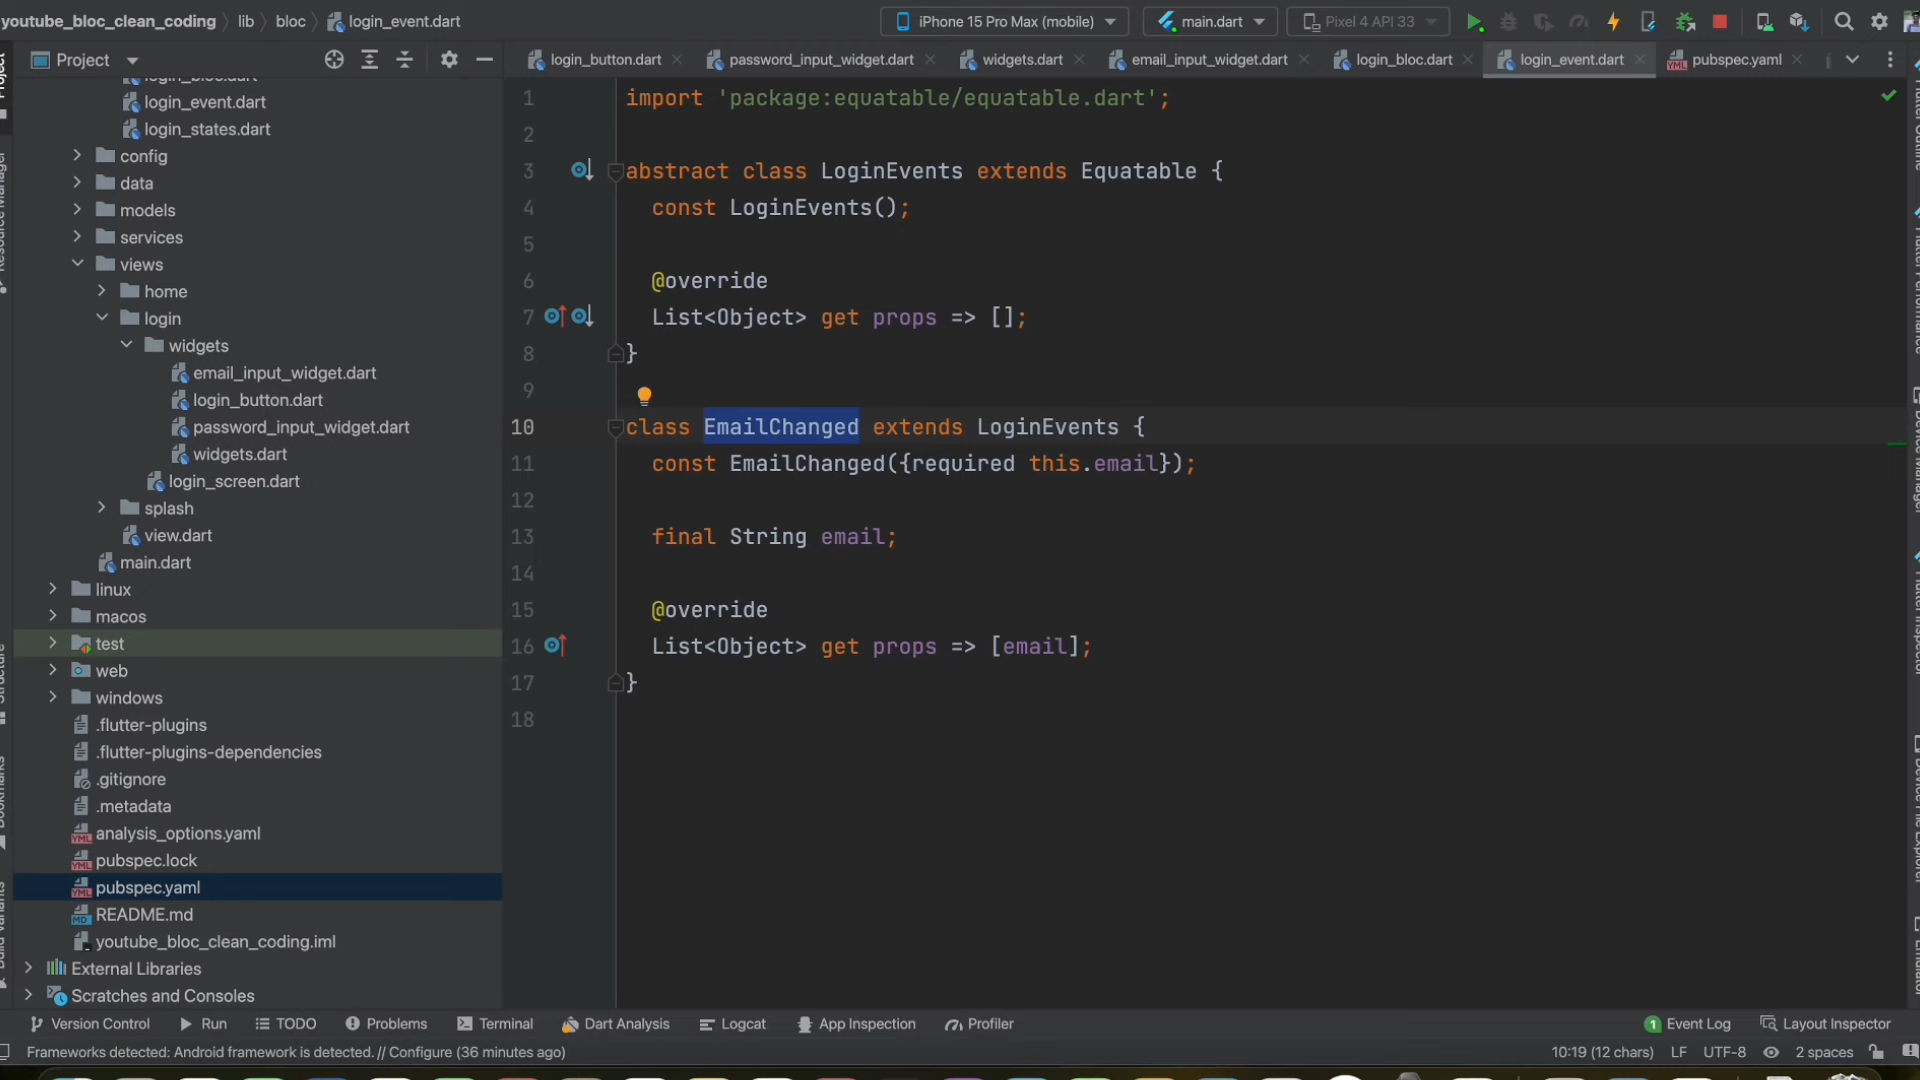 youtube_bloc_clean_coding lib bloc login_event.dart iPhone 15 Pro Max (mobile) main.dart Pixel 4 API 33
Project login_button.dart password_input_widget.dart widgets.dart email_input_widget.dart login_bloc.dart login_event.dart pubspec.yaml
login_bloc.dart
login_event.dart
login_states.dart
config
data
models
services
views
home
login
widgets
email_input_widget.dart
login_button.dart
password_input_widget.dart
widgets.dart
login_screen.dart
splash
view.dart
main.dart
linux
macos
test
web
windows
.flutter-plugins
.flutter-plugins-dependencies
.gitignore
.metadata
analysis_options.yaml
pubspec.lock
pubspec.yaml
README.md
youtube_bloc_clean_coding.iml
External Libraries
Scratches and Consoles
1 import 'package:equatable/equatable.dart';
2
3 abstract class LoginEvents extends Equatable {
4 const LoginEvents();
5
6 @override
7 List<Object> get props => [];
8 }
9
10 class EmailChanged extends LoginEvents {
11 const EmailChanged({required this.email});
12
13 final String email;
14
15 @override
16 List<Object> get props => [email];
17 }
18
Version Control Run TODO Problems Terminal Dart Analysis Logcat App Inspection Profiler 1 Event Log Layout Inspector
Frameworks detected: Android framework is detected. // Configure (36 minutes ago) 10:19 (12 chars) LF UTF-8 2 spaces